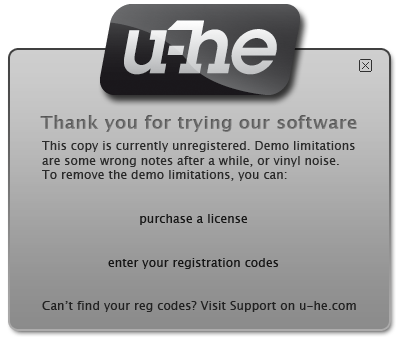 u-he
Thank you for trying our software
This copy is currently unregistered. Demo limitations
are some wrong notes after a while, or vinyl noise.
To remove the demo limitations, you can:
purchase a license
enter your registration codes
Can't find your reg codes? Visit Support on u-he.com